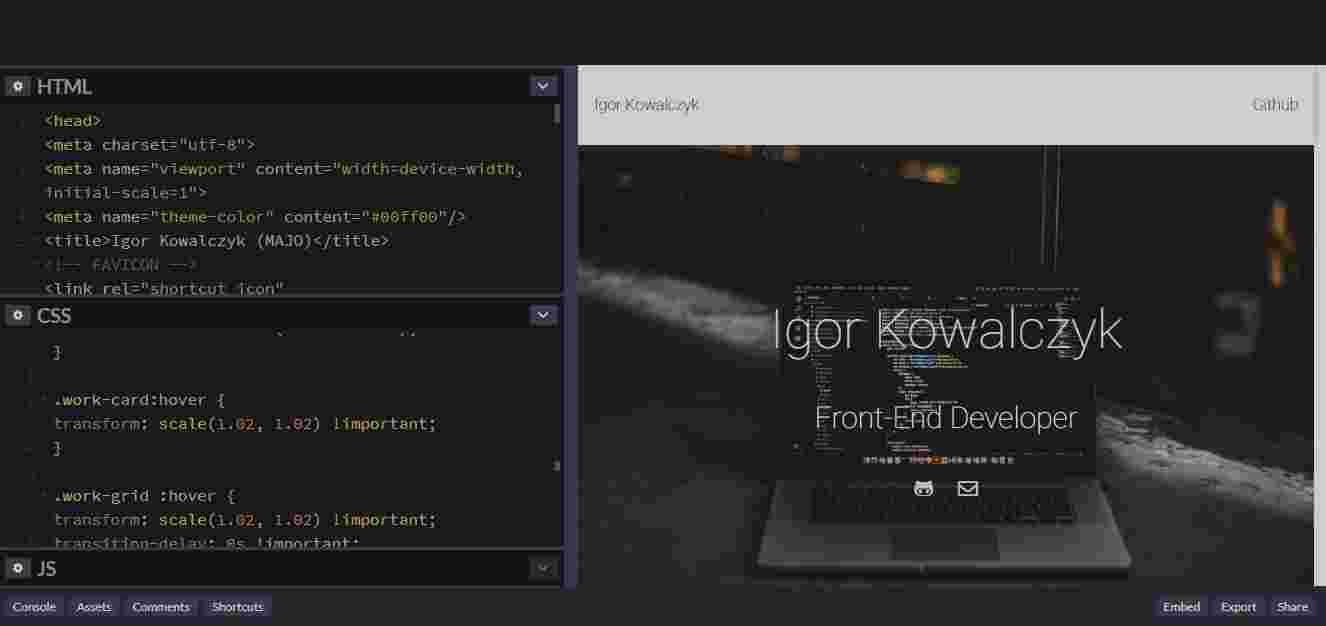 HTML
<head>
<meta charset="utf-8">
<meta name="viewport" content="width=device-width,
initial-scale=1">
<meta name="theme-color" content="#00ff00"/>
<title>Igor Kowalczyk (MAJO)</title>
<!-- FAVICON -->
<link rel="shortcut icon"
CSS
}
.work-card:hover {
transform: scale(1.02, 1.02) !important;
}
.work-grid :hover {
transform: scale(1.02, 1.02) !important;
transition-delay: 0s !important;
JS
Console Assets Comments Shortcuts
Igor Kowalczyk Github
Igor Kowalczyk
Front-End Developer
Embed Export Share